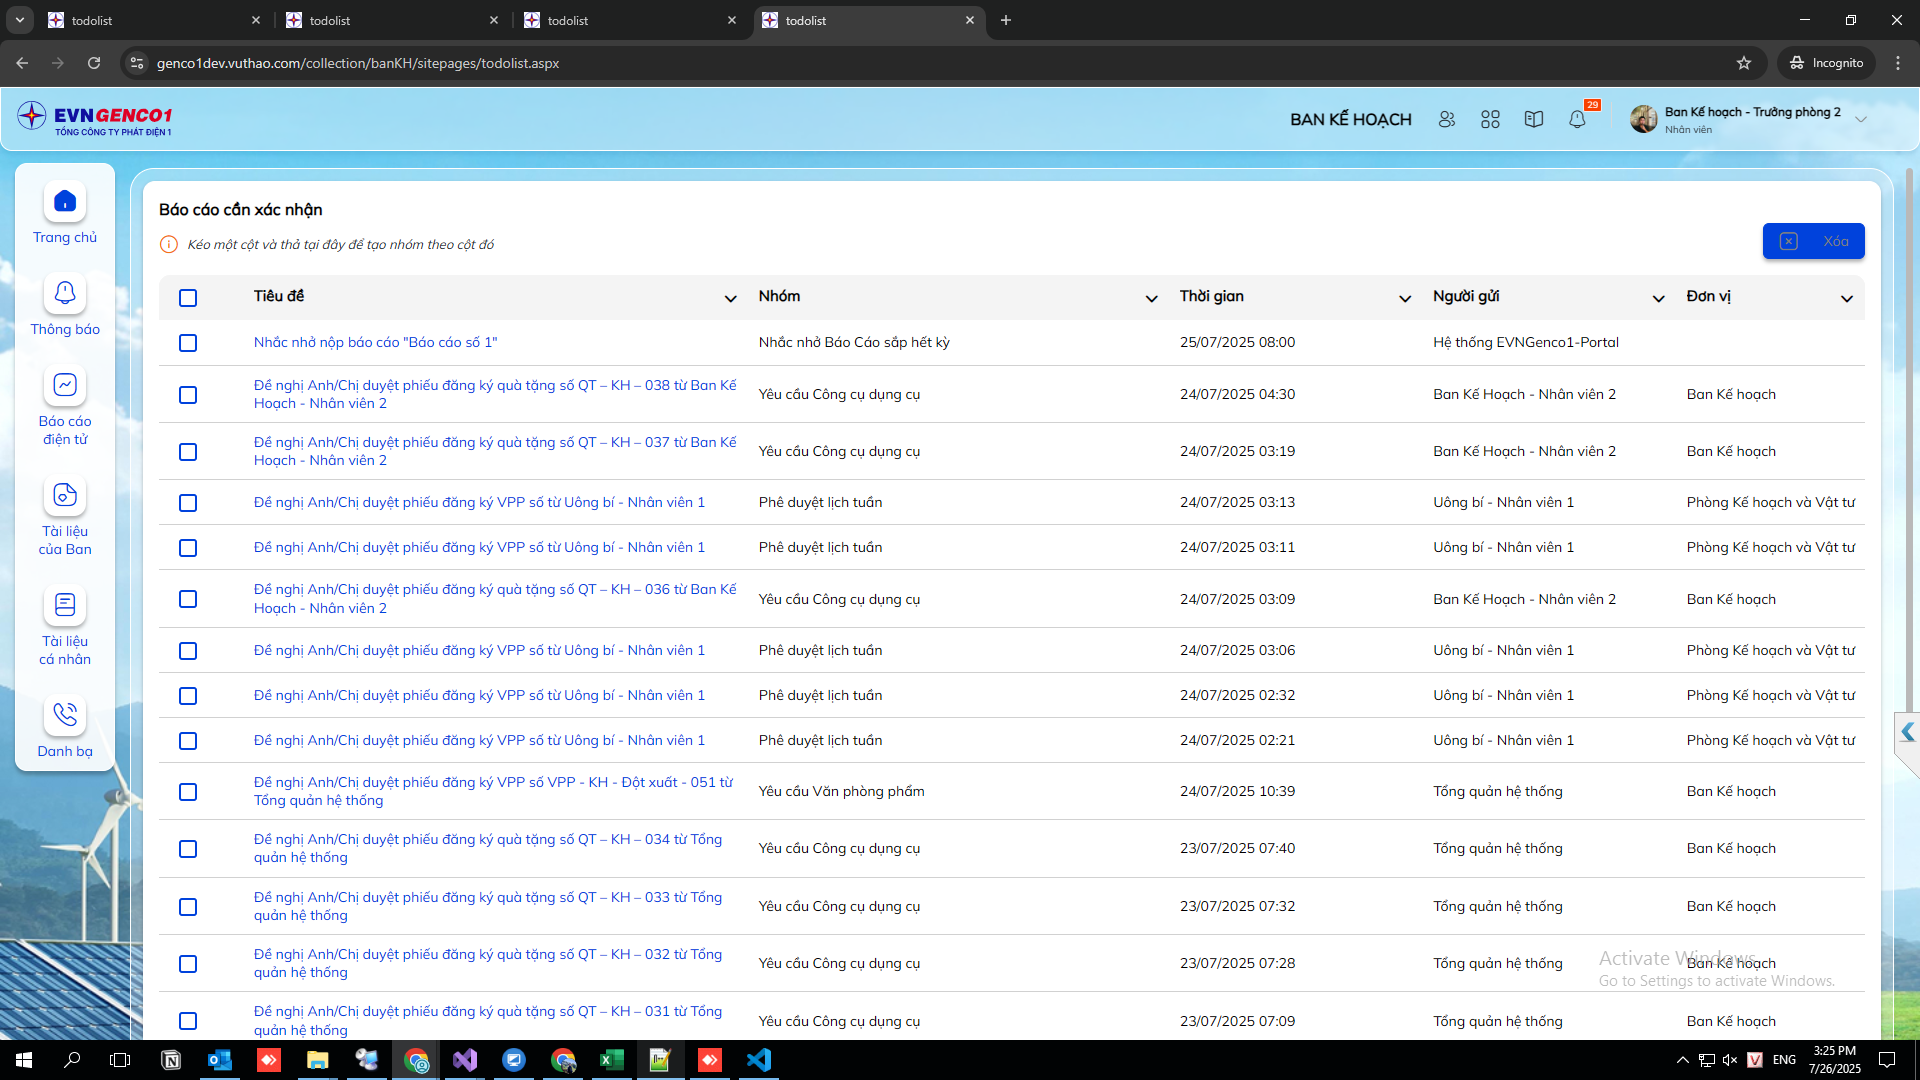 todolist
todolist
todolist
todolist
genco1dev.vuthao.com/collection/banKH/sitepages/todolist.aspx
Incognito
EVNGENCO1
TỔNG CÔNG TY PHÁT ĐIỆN 1
BAN KẾ HOẠCH
29
Ban Kế hoạch - Trưởng phòng 2
Nhân viên
Trang chủ
Thông báo
Báo cáo
điện tử
Tài liệu
của Ban
Tài liệu
cá nhân
Danh bạ
Báo cáo cần xác nhận
Kéo một cột và thả tại đây để tạo nhóm theo cột đó
Xóa
Tiêu đề Nhóm Thời gian Người gửi Đơn vị
Nhắc nhở nộp báo cáo "Báo cáo số 1" Nhắc nhở Báo Cáo sắp hết kỳ 25/07/2025 08:00 Hệ thống EVNGenco1-Portal
Đề nghị Anh/Chị duyệt phiếu đăng ký quà tặng số QT – KH – 038 từ Ban Kế
Hoạch - Nhân viên 2 Yêu cầu Công cụ dụng cụ 24/07/2025 04:30 Ban Kế Hoạch - Nhân viên 2 Ban Kế hoạch
Đề nghị Anh/Chị duyệt phiếu đăng ký quà tặng số QT – KH – 037 từ Ban Kế
Hoạch - Nhân viên 2 Yêu cầu Công cụ dụng cụ 24/07/2025 03:19 Ban Kế Hoạch - Nhân viên 2 Ban Kế hoạch
Đề nghị Anh/Chị duyệt phiếu đăng ký VPP số từ Uông bí - Nhân viên 1 Phê duyệt lịch tuần 24/07/2025 03:13 Uông bí - Nhân viên 1 Phòng Kế hoạch và Vật tư
Đề nghị Anh/Chị duyệt phiếu đăng ký VPP số từ Uông bí - Nhân viên 1 Phê duyệt lịch tuần 24/07/2025 03:11 Uông bí - Nhân viên 1 Phòng Kế hoạch và Vật tư
Đề nghị Anh/Chị duyệt phiếu đăng ký quà tặng số QT – KH – 036 từ Ban Kế
Hoạch - Nhân viên 2 Yêu cầu Công cụ dụng cụ 24/07/2025 03:09 Ban Kế Hoạch - Nhân viên 2 Ban Kế hoạch
Đề nghị Anh/Chị duyệt phiếu đăng ký VPP số từ Uông bí - Nhân viên 1 Phê duyệt lịch tuần 24/07/2025 03:06 Uông bí - Nhân viên 1 Phòng Kế hoạch và Vật tư
Đề nghị Anh/Chị duyệt phiếu đăng ký VPP số từ Uông bí - Nhân viên 1 Phê duyệt lịch tuần 24/07/2025 02:32 Uông bí - Nhân viên 1 Phòng Kế hoạch và Vật tư
Đề nghị Anh/Chị duyệt phiếu đăng ký VPP số từ Uông bí - Nhân viên 1 Phê duyệt lịch tuần 24/07/2025 02:21 Uông bí - Nhân viên 1 Phòng Kế hoạch và Vật tư
Đề nghị Anh/Chị duyệt phiếu đăng ký VPP số VPP - KH - Đột xuất - 051 từ
Tổng quản hệ thống Yêu cầu Văn phòng phẩm 24/07/2025 10:39 Tổng quản hệ thống Ban Kế hoạch
Đề nghị Anh/Chị duyệt phiếu đăng ký quà tặng số QT – KH – 034 từ Tổng
quản hệ thống Yêu cầu Công cụ dụng cụ 23/07/2025 07:40 Tổng quản hệ thống Ban Kế hoạch
Đề nghị Anh/Chị duyệt phiếu đăng ký quà tặng số QT – KH – 033 từ Tổng
quản hệ thống Yêu cầu Công cụ dụng cụ 23/07/2025 07:32 Tổng quản hệ thống Ban Kế hoạch
Đề nghị Anh/Chị duyệt phiếu đăng ký quà tặng số QT – KH – 032 từ Tổng
quản hệ thống Yêu cầu Công cụ dụng cụ 23/07/2025 07:28 Tổng quản hệ thống Ban Kế hoạch
Đề nghị Anh/Chị duyệt phiếu đăng ký quà tặng số QT – KH – 031 từ Tổng
quản hệ thống Yêu cầu Công cụ dụng cụ 23/07/2025 07:09 Tổng quản hệ thống Ban Kế hoạch
Activate Windows
Go to Settings to activate Windows.
ENG
3:25 PM
7/26/2025